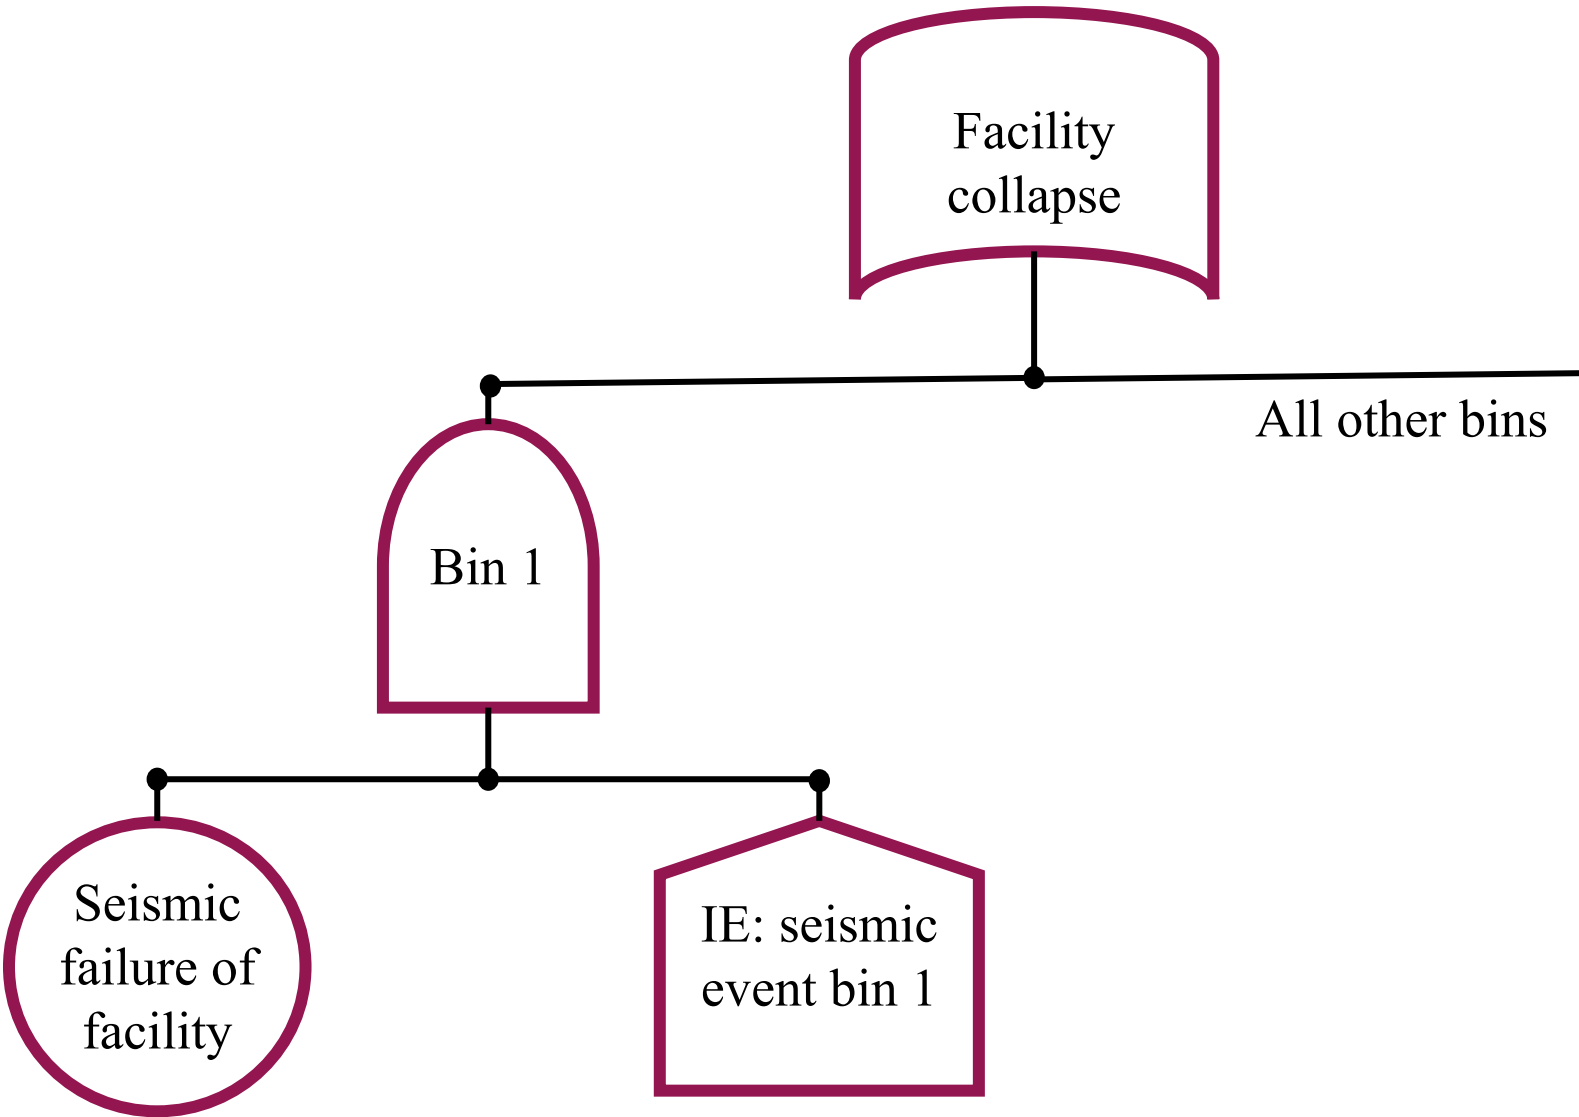 Facility
collapse
All other bins
Bin 1
Seismic
failure of
facility
IE: seismic
event bin 1